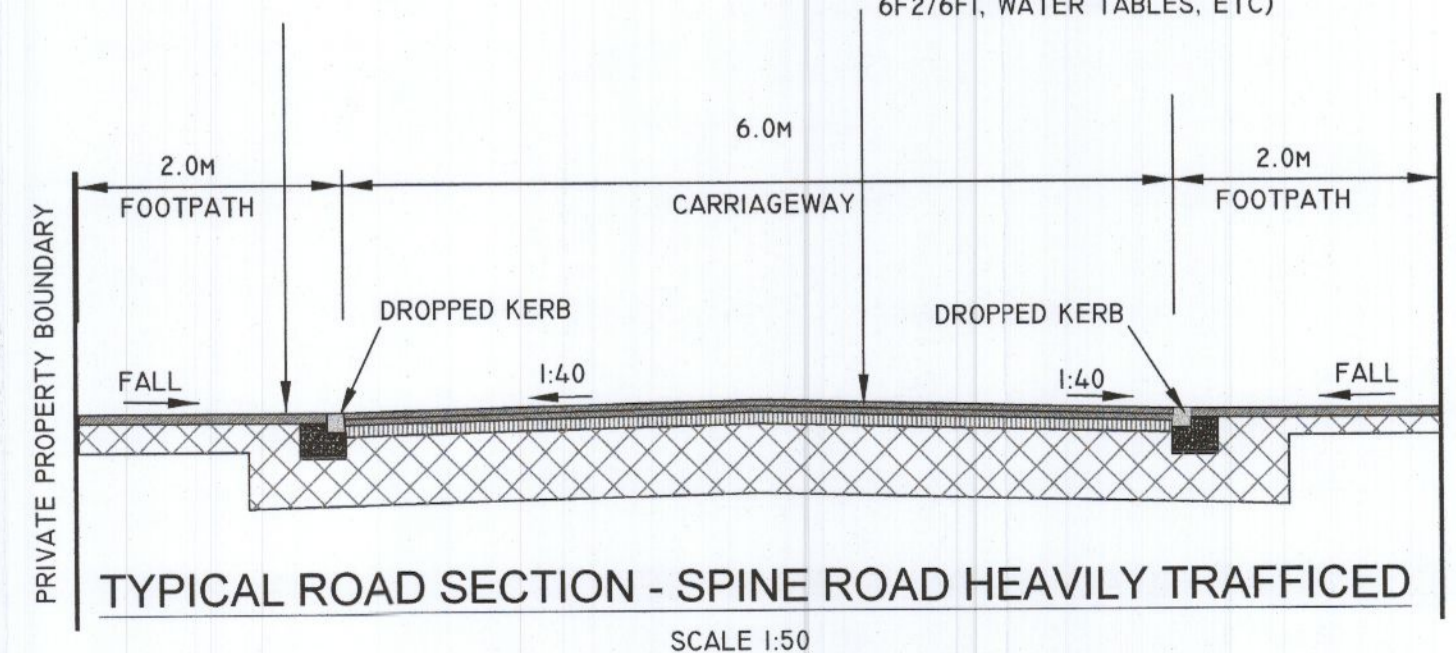 6F2/6F1, WATER TABLES, ETC)
6.0M
2.0M
2.0M
FOOTPATH
CARRIAGEWAY
FOOTPATH
PRIVATE PROPERTY BOUNDARY
DROPPED KERB
DROPPED KERB
FALL
1:40
1:40
FALL
TYPICAL ROAD SECTION - SPINE ROAD HEAVILY TRAFFICED
SCALE 1:50